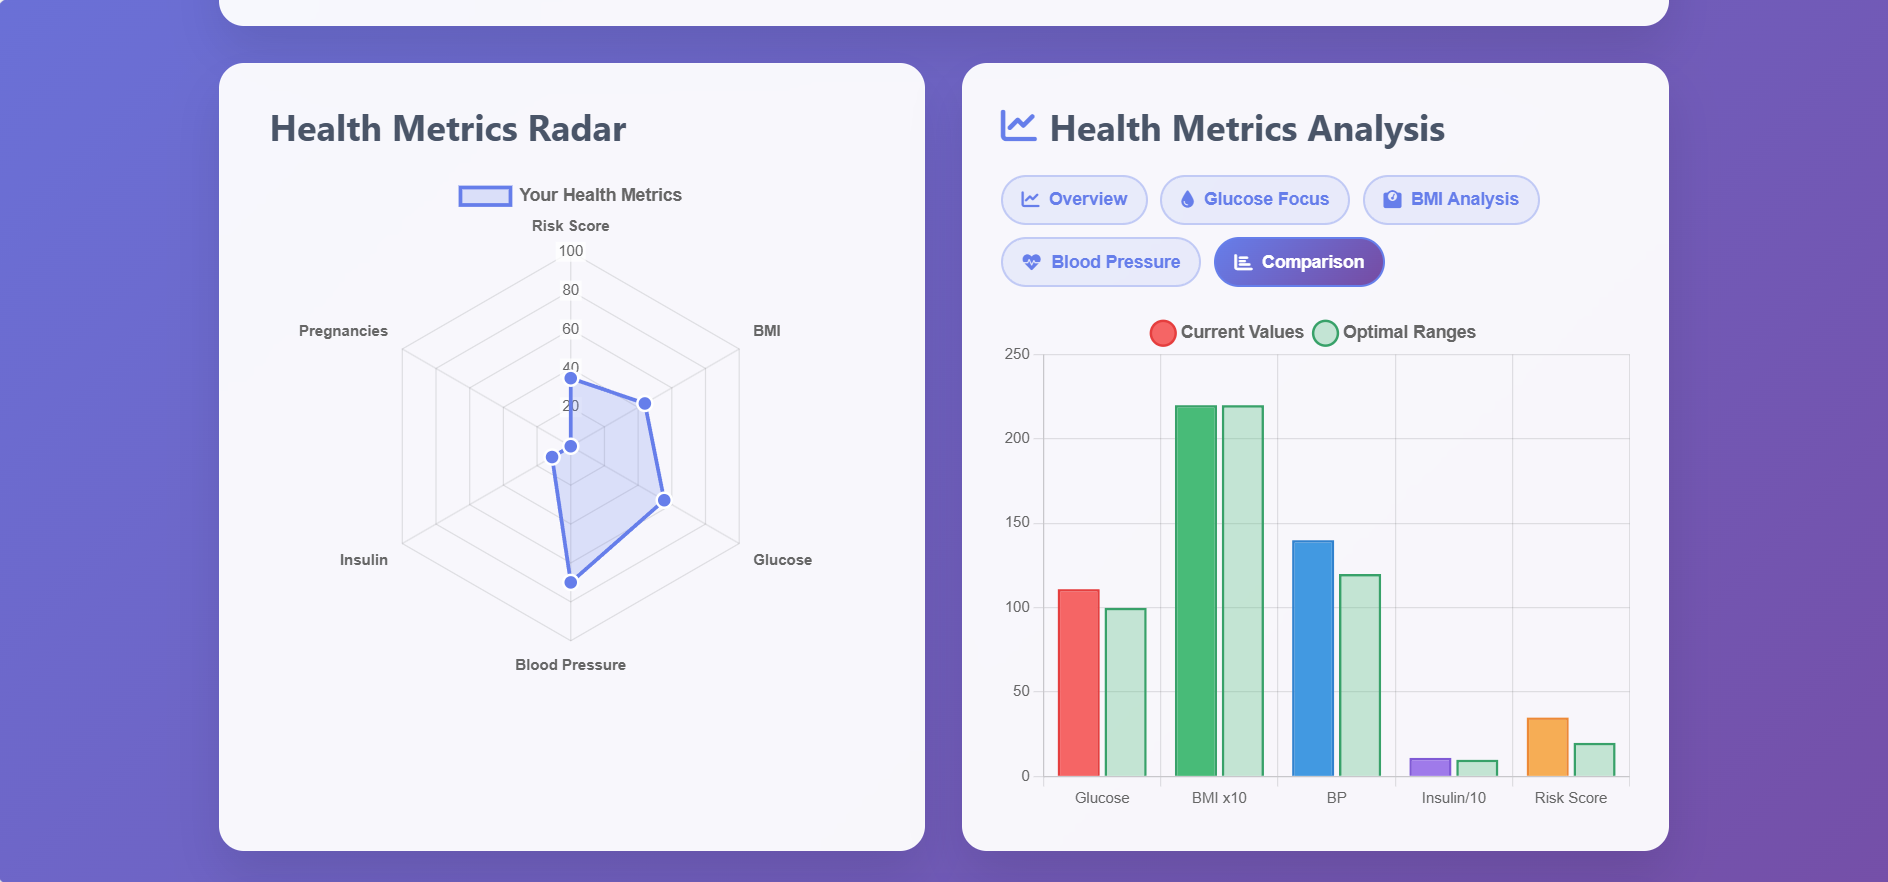 Health Metrics Radar
Your Health Metrics
Risk Score
100
80
60
40
20
Pregnancies
BMI
Insulin
Glucose
Blood Pressure
Health Metrics Analysis
Overview
Glucose Focus
BMI Analysis
Blood Pressure
Comparison
Current Values
Optimal Ranges
250
200
150
100
50
0
Glucose
BMI x10
BP
Insulin/10
Risk Score